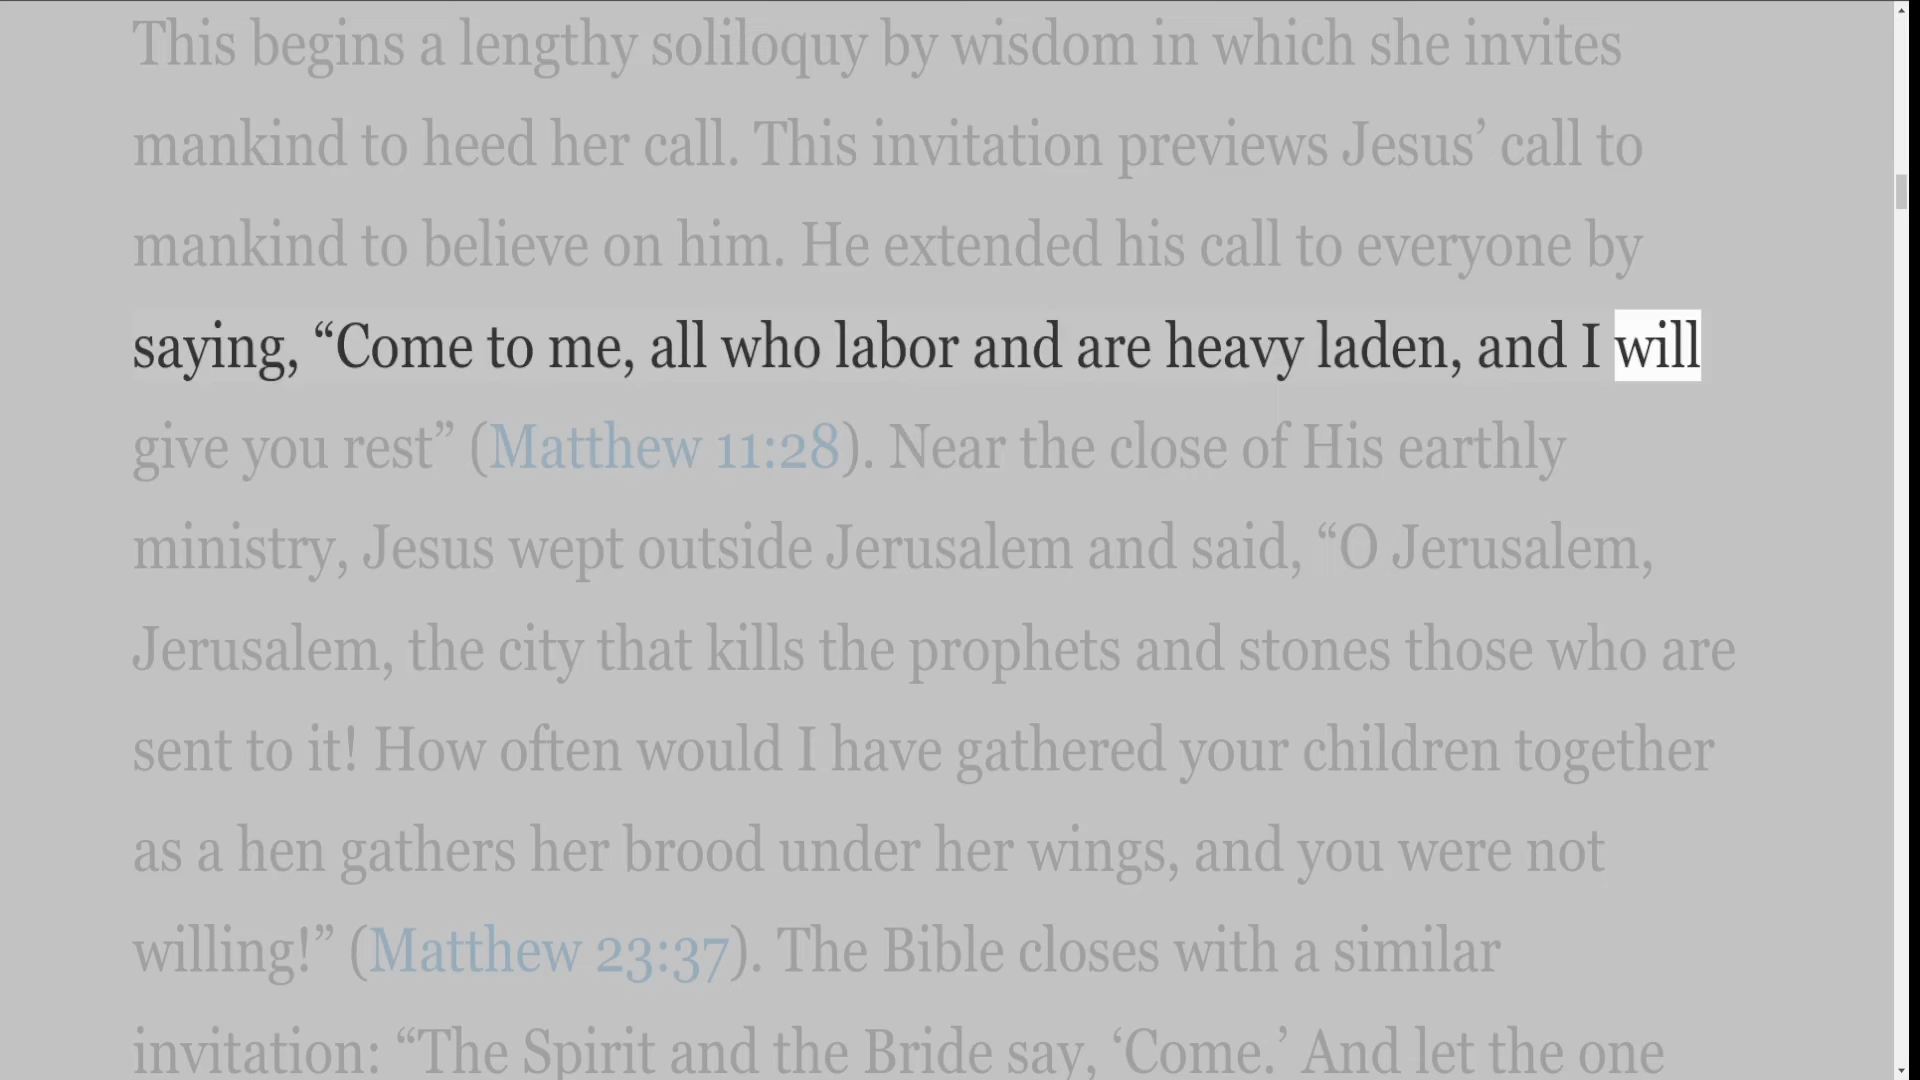 This begins a lengthy soliloquy by wisdom in which she invites
mankind to heed her call. This invitation previews Jesus’ call to
mankind to believe on him. He extended his call to everyone by
saying, “Come to me, all who labor and are heavy laden, and I will
give you rest” (Matthew 11:28). Near the close of His earthly
ministry, Jesus wept outside Jerusalem and said, “O Jerusalem,
Jerusalem, the city that kills the prophets and stones those who are
sent to it! How often would I have gathered your children together
as a hen gathers her brood under her wings, and you were not
willing!” (Matthew 23:37). The Bible closes with a similar
invitation: “The Spirit and the Bride say, ‘Come.’ And let the one